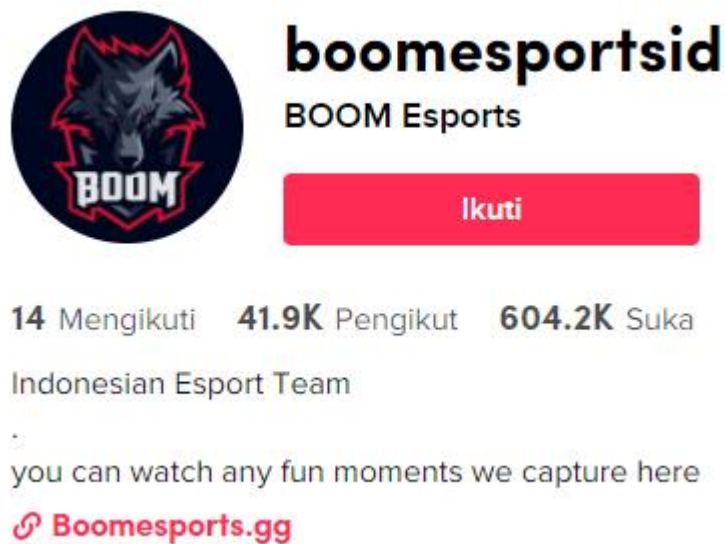 boomesportsid
BOOM Esports
BOOM
Ikuti
14 Mengikuti 41.9K Pengikut 604.2K Suka
Indonesian Esport Team
.
you can watch any fun moments we capture here
Boomesports.gg